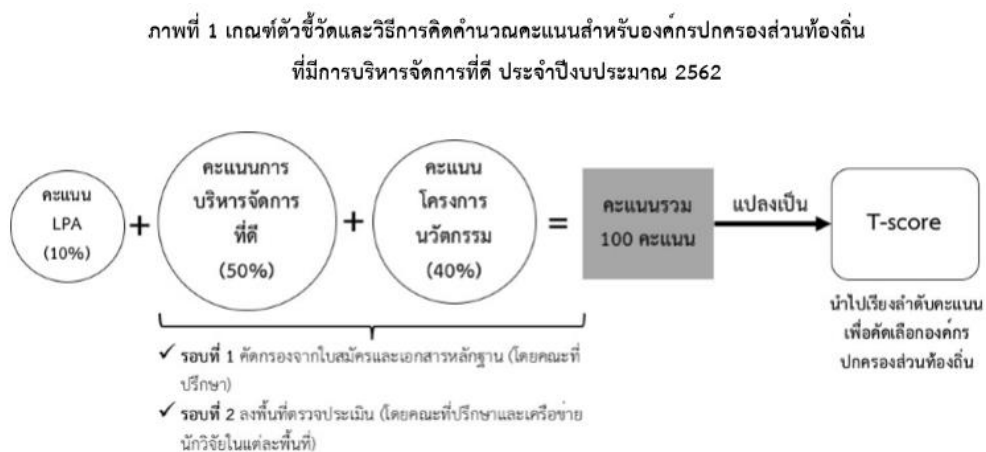 ภาพที่ 1 เกณฑ์ตัวชี้วัดและวิธีการคิดคำนวณคะแนนสำหรับองค์กรปกครองส่วนท้องถิ่น
ที่มีการบริหารจัดการที่ดี ประจำปีงบประมาณ 2562
คะแนน
LPA
(10%)
+
คะแนนการ
บริหารจัดการ
ที่ดี
(50%)
+
คะแนน
โครงการ
นวัตกรรม
(40%)
=
คะแนนรวม
100 คะแนน
แปลงเป็น
T-score
นำไปเรียงลำดับคะแนน
เพื่อคัดเลือกองค์กร
ปกครองส่วนท้องถิ่น
✓ รอบที่ 1 คัดกรองจากใบสมัครและเอกสารหลักฐาน (โดยคณะที่
ปรึกษา)
✓ รอบที่ 2 ลงพื้นที่ตรวจประเมิน (โดยคณะที่ปรึกษาและเครือข่าย
นักวิจัยในแต่ละพื้นที่)